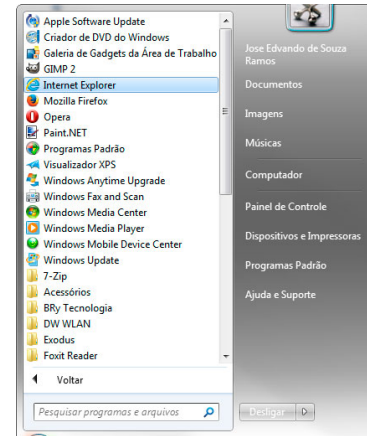 Apple Software Update
Criador de DVD do Windows
Galeria de Gadgets da Área de Trabalho
GIMP 2
Internet Explorer
Mozilla Firefox
Opera
Paint.NET
Programas Padrão
Visualizador XPS
Windows Anytime Upgrade
Windows Fax and Scan
Windows Media Center
Windows Media Player
Windows Mobile Device Center
Windows Update
7-Zip
Acessórios
BRy Tecnologia
DW WLAN
Exodus
Foxit Reader
Voltar
Pesquisar programas e arquivos
Jose Edvando de Souza
Ramos
Documentos
Imagens
Músicas
Computador
Painel de Controle
Dispositivos e Impressoras
Programas Padrão
Ajuda e Suporte
Desligar